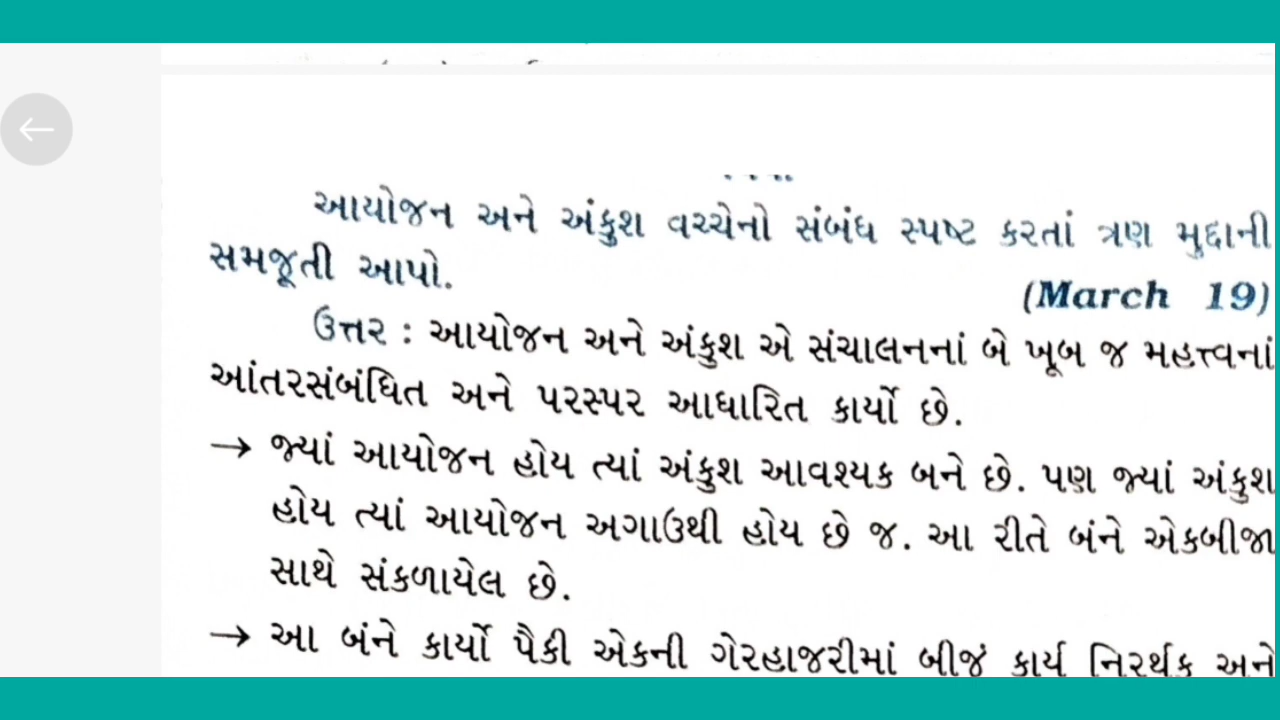 આયોજન અને અંકુશ વચ્ચેનો સંબંધ સ્પષ્ટ કરતાં ત્રણ મુદ્દાની
સમજૂતી આપો.
(March 19)
ઉત્તર : આયોજન અને અંકુશ એ સંચાલનનાં બે ખૂબ જ મહત્ત્વનાં
આંતરસંબંધિત અને પરસ્પર આધારિત કાર્યો છે.
→ જ્યાં આયોજન હોય ત્યાં અંકુશ આવશ્યક બને છે. પણ જ્યાં અંકુશ
હોય ત્યાં આયોજન અગાઉથી હોય છે જ. આ રીતે બંને એકબીજા
સાથે સંકળાયેલ છે.
→ આ બંને કાર્યો પૈકી એકની ગેરહાજરીમાં બીજું કાર્ય નિરર્થક અને